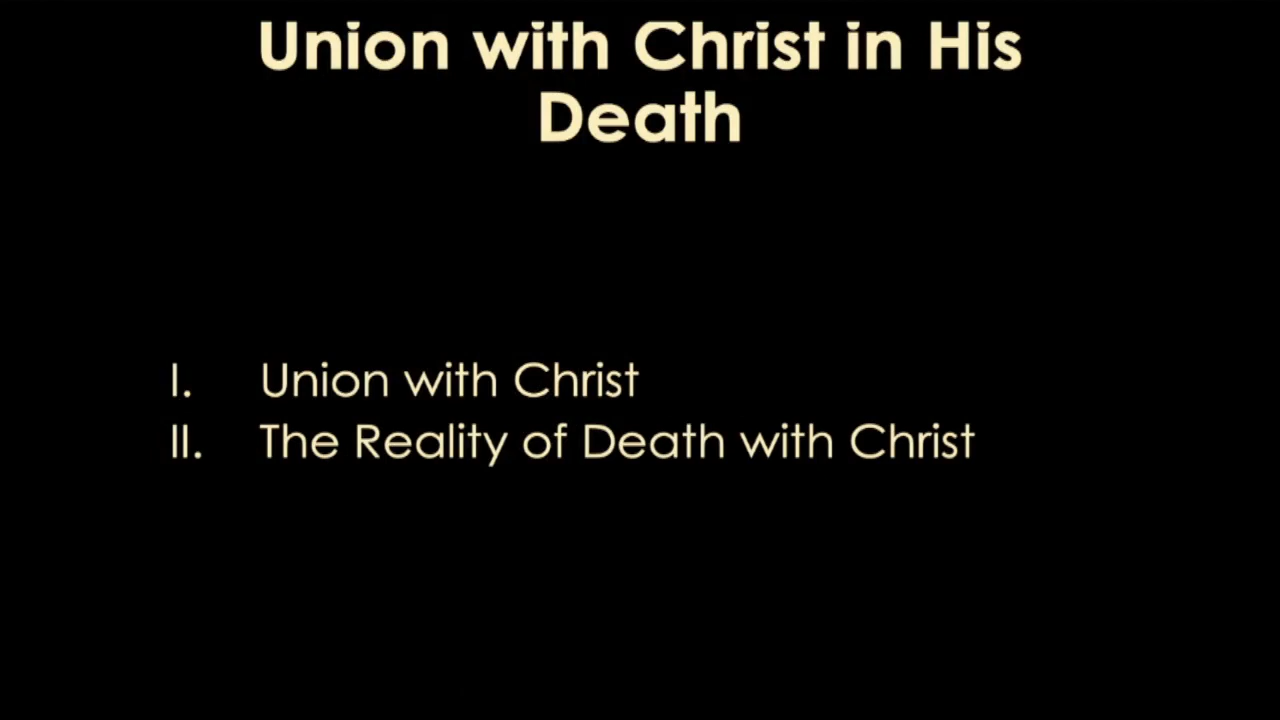 Union with Christ in His
Death
I. Union with Christ
II. The Reality of Death with Christ